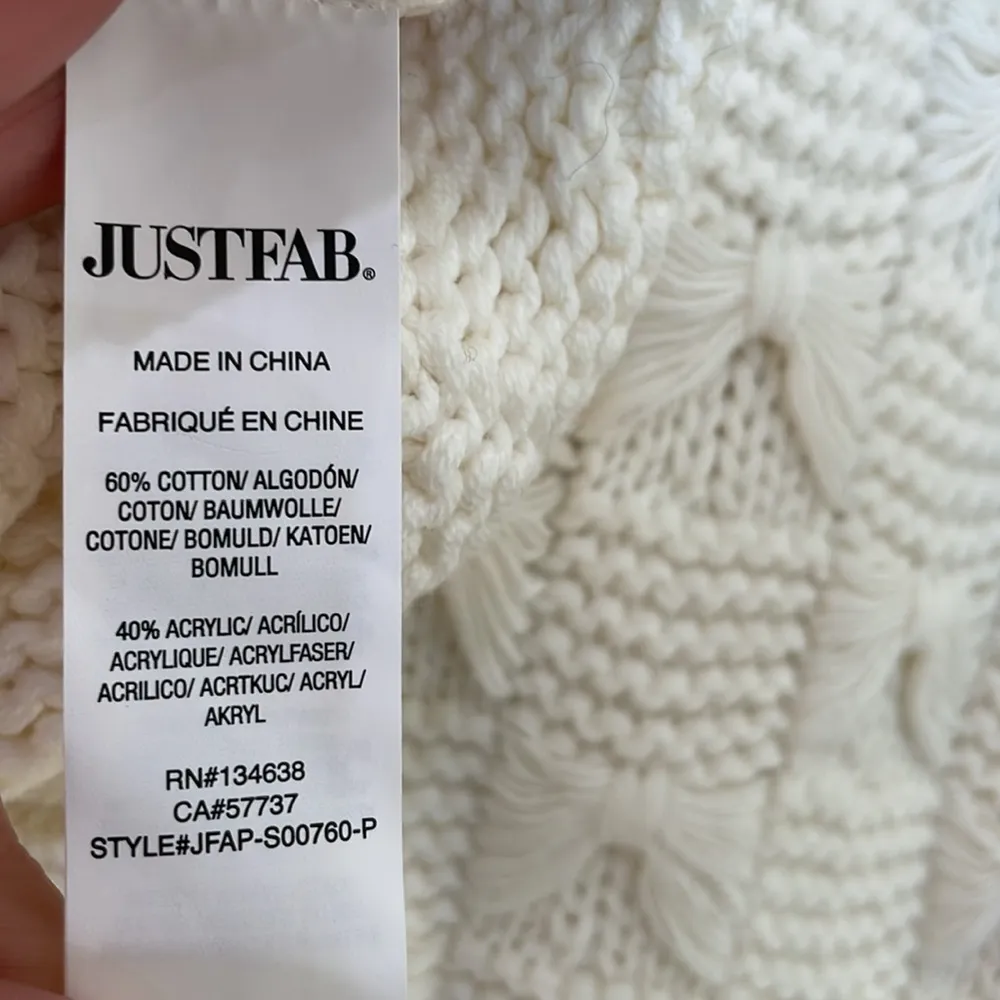 JUSTFAB®
MADE IN CHINA
FABRIQUÉ EN CHINE
60% COTTON/ ALGODÓN/
COTON/ BAUMWOLLE/
COTONE/ BOMULD/ KATOEN/
BOMULL
40% ACRYLIC/ ACRÍLICO/
ACRYLIQUE/ ACRYLFASER/
ACRILICO/ ACRTKUC/ ACRYL/
AKRYL
RN#134638
CA#57737
STYLE#JFAP-S00760-P